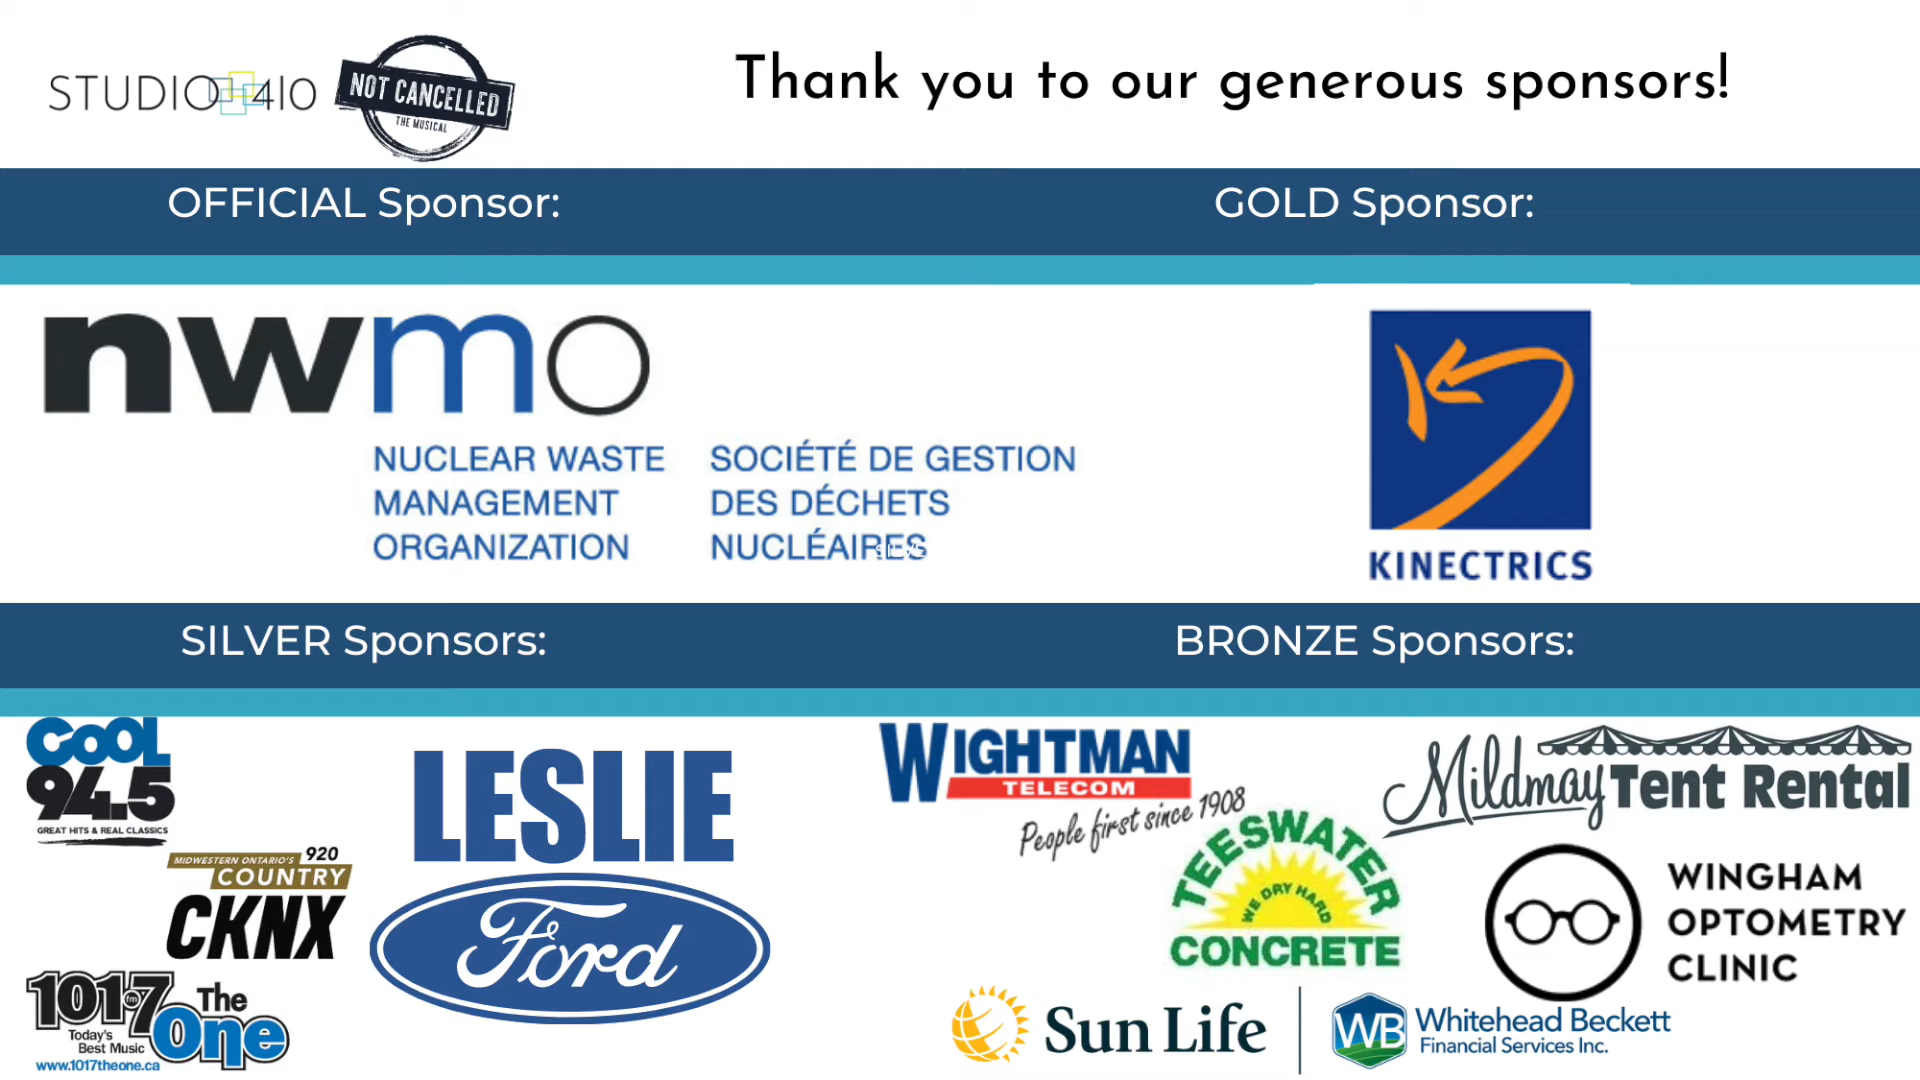 STUDIO 410
NOT CANCELLED
THE MUSICAL
Thank you to our generous sponsors!
OFFICIAL Sponsor:
GOLD Sponsor:
nwmo
NUCLEAR WASTE
MANAGEMENT
ORGANIZATION
SOCIÉTÉ DE GESTION
DES DÉCHETS
NUCLÉAIRES
KINECTRICS
SILVER Sponsors:
BRONZE Sponsors:
COOL
94.5
GREAT HITS & REAL CLASSICS
MIDWESTERN ONTARIO'S 920
COUNTRY
CKNX
101.7 fm The
One
Today's
Best Music
www.1017theone.ca
LESLIE
Ford
WIGHTMAN
TELECOM
People first since 1908
Mildmay Tent Rental
TEESWATER
WE DRY HARD
CONCRETE
WINGHAM
OPTOMETRY
CLINIC
Sun Life
WB Whitehead Beckett
Financial Services Inc.